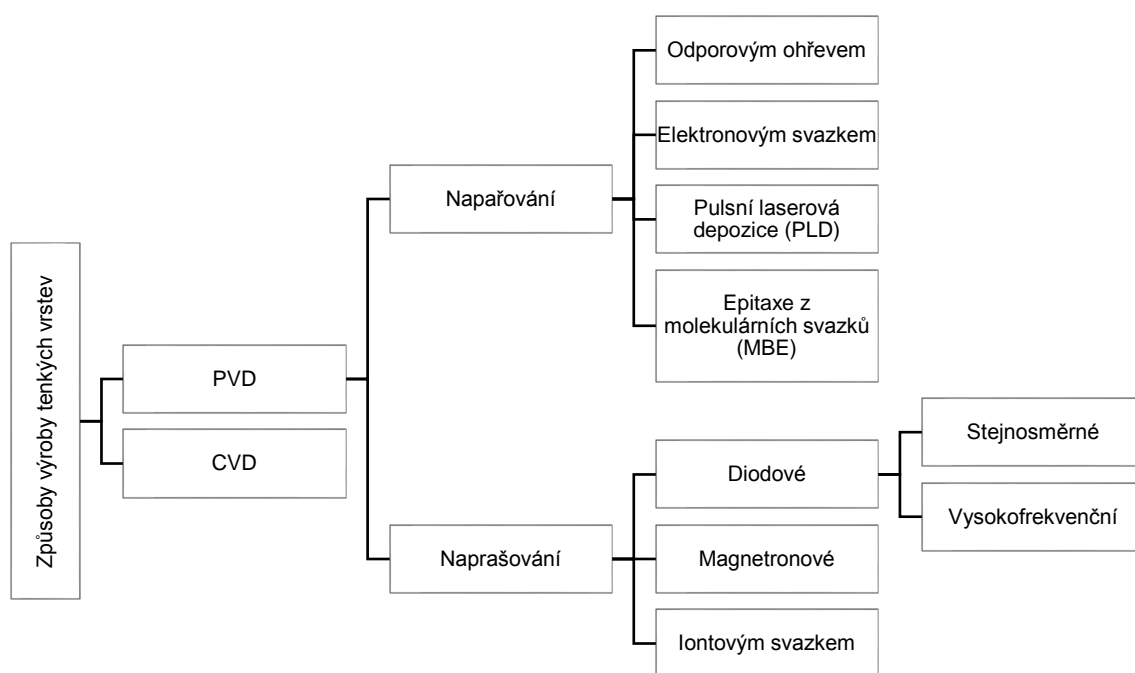 Způsoby výroby tenkých vrstev
PVD
CVD
Napařování
Naprašování
Odporovým ohřevem
Elektronovým svazkem
Pulsní laserová
depozice (PLD)
Epitaxe z
molekulárních svazků
(MBE)
Diodové
Magnetronové
Iontovým svazkem
Stejnosměrné
Vysokofrekvenční